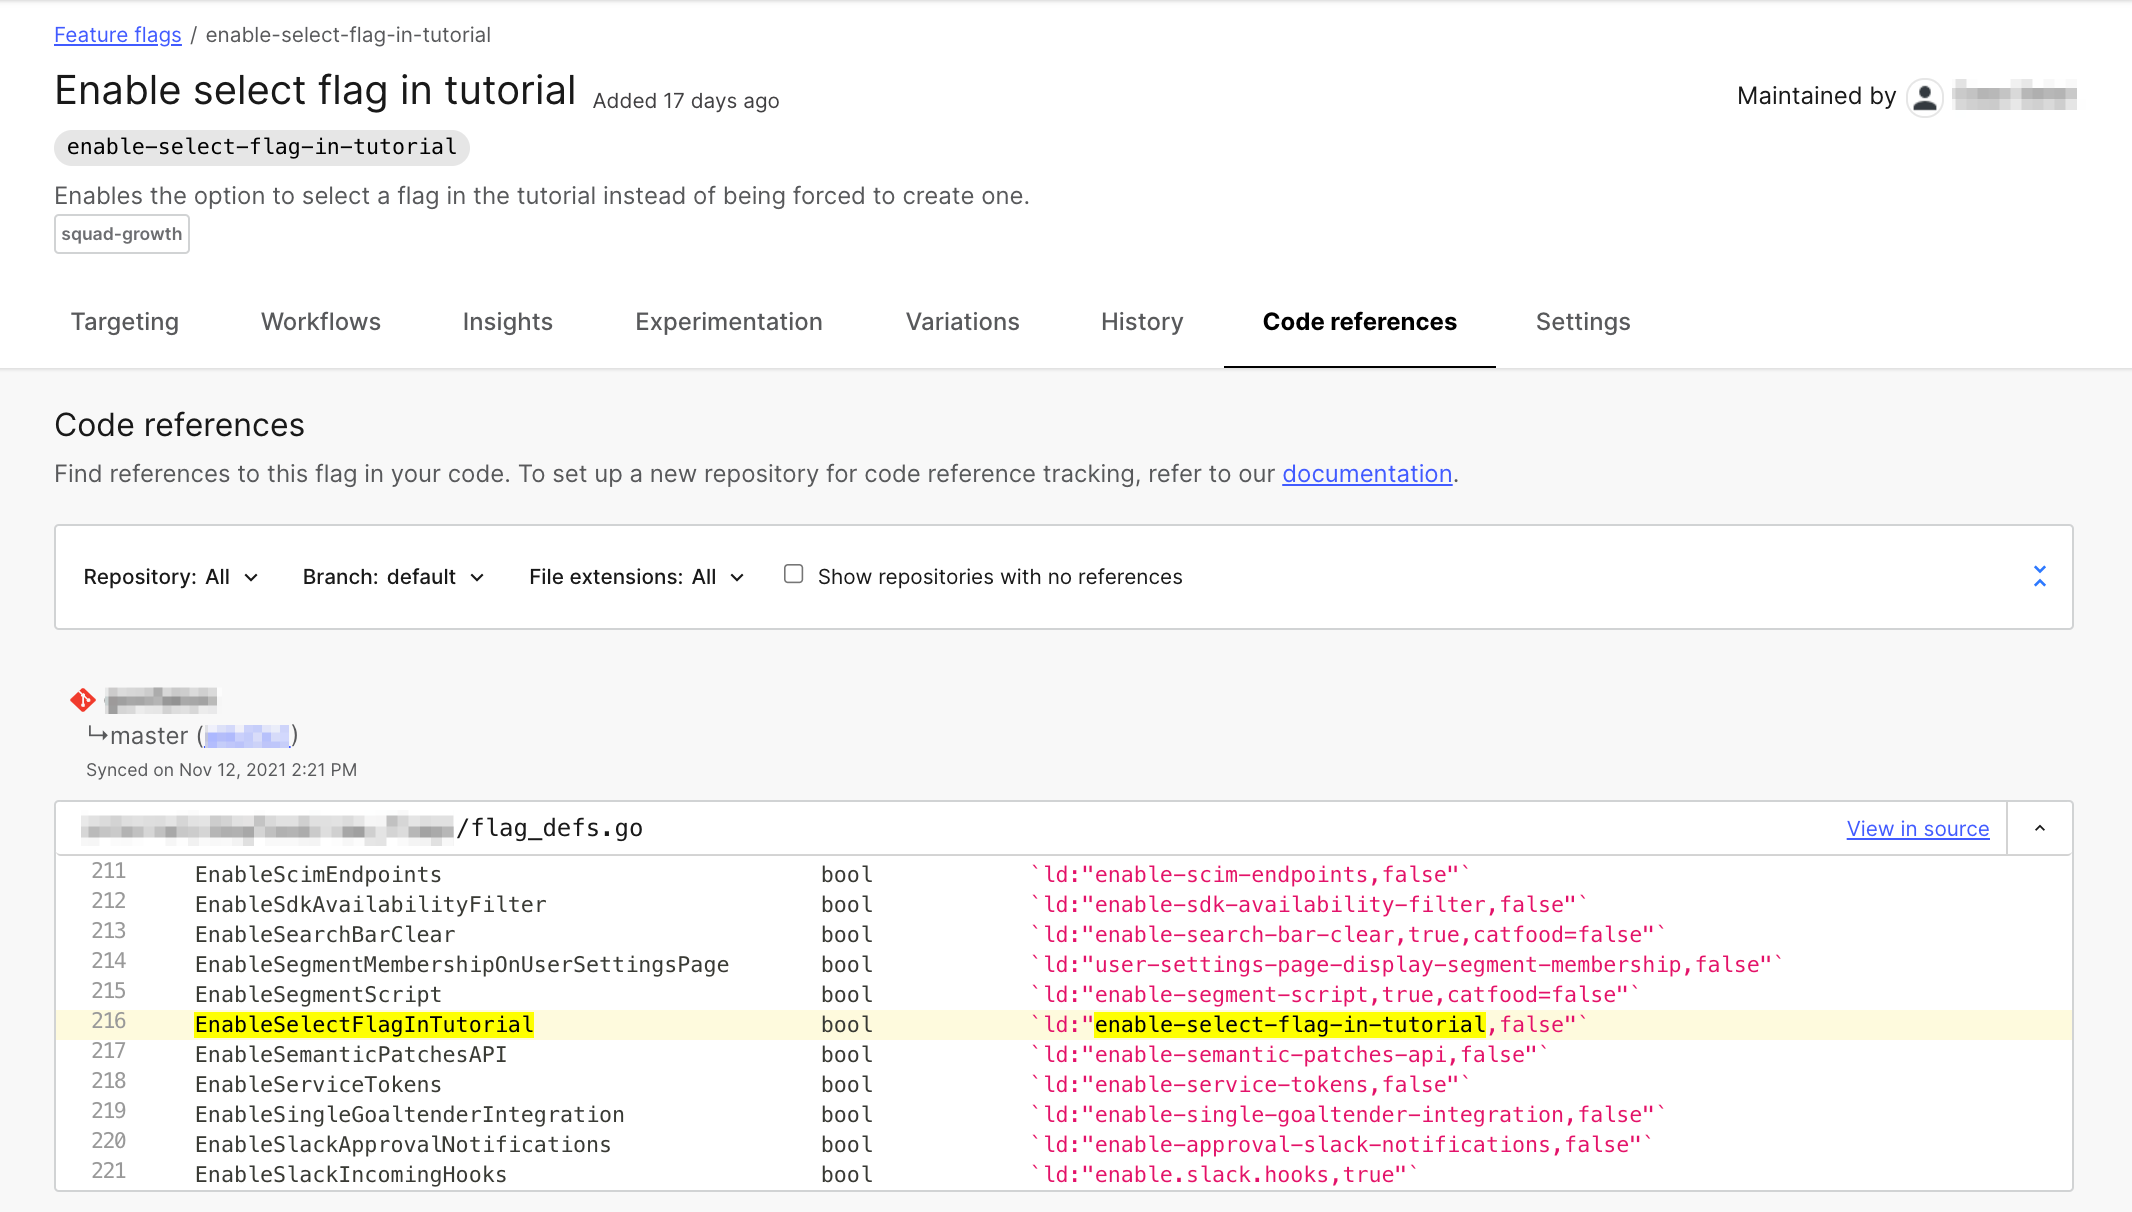 Feature flags / enable-select-flag-in-tutorial
Enable select flag in tutorial Added 17 days ago
Maintained by
enable-select-flag-in-tutorial
Enables the option to select a flag in the tutorial instead of being forced to create one.
squad-growth
Targeting Workflows Insights Experimentation Variations History Code references Settings
Code references
Find references to this flag in your code. To set up a new repository for code reference tracking, refer to our documentation.
Repository: All Branch: default File extensions: All Show repositories with no references
master ( )
Synced on Nov 12, 2021 2:21 PM
/flag_defs.go View in source
211 EnableScimEndpoints bool `ld:"enable-scim-endpoints,false"`
212 EnableSdkAvailabilityFilter bool `ld:"enable-sdk-availability-filter,false"`
213 EnableSearchBarClear bool `ld:"enable-search-bar-clear,true,catfood=false"`
214 EnableSegmentMembershipOnUserSettingsPage bool `ld:"user-settings-page-display-segment-membership,false"`
215 EnableSegmentScript bool `ld:"enable-segment-script,true,catfood=false"`
216 EnableSelectFlagInTutorial bool `ld:"enable-select-flag-in-tutorial,false"`
217 EnableSemanticPatchesAPI bool `ld:"enable-semantic-patches-api,false"`
218 EnableServiceTokens bool `ld:"enable-service-tokens,false"`
219 EnableSingleGoaltenderIntegration bool `ld:"enable-single-goaltender-integration,false"`
220 EnableSlackApprovalNotifications bool `ld:"enable-approval-slack-notifications,false"`
221 EnableSlackIncomingHooks bool `ld:"enable.slack.hooks,true"`